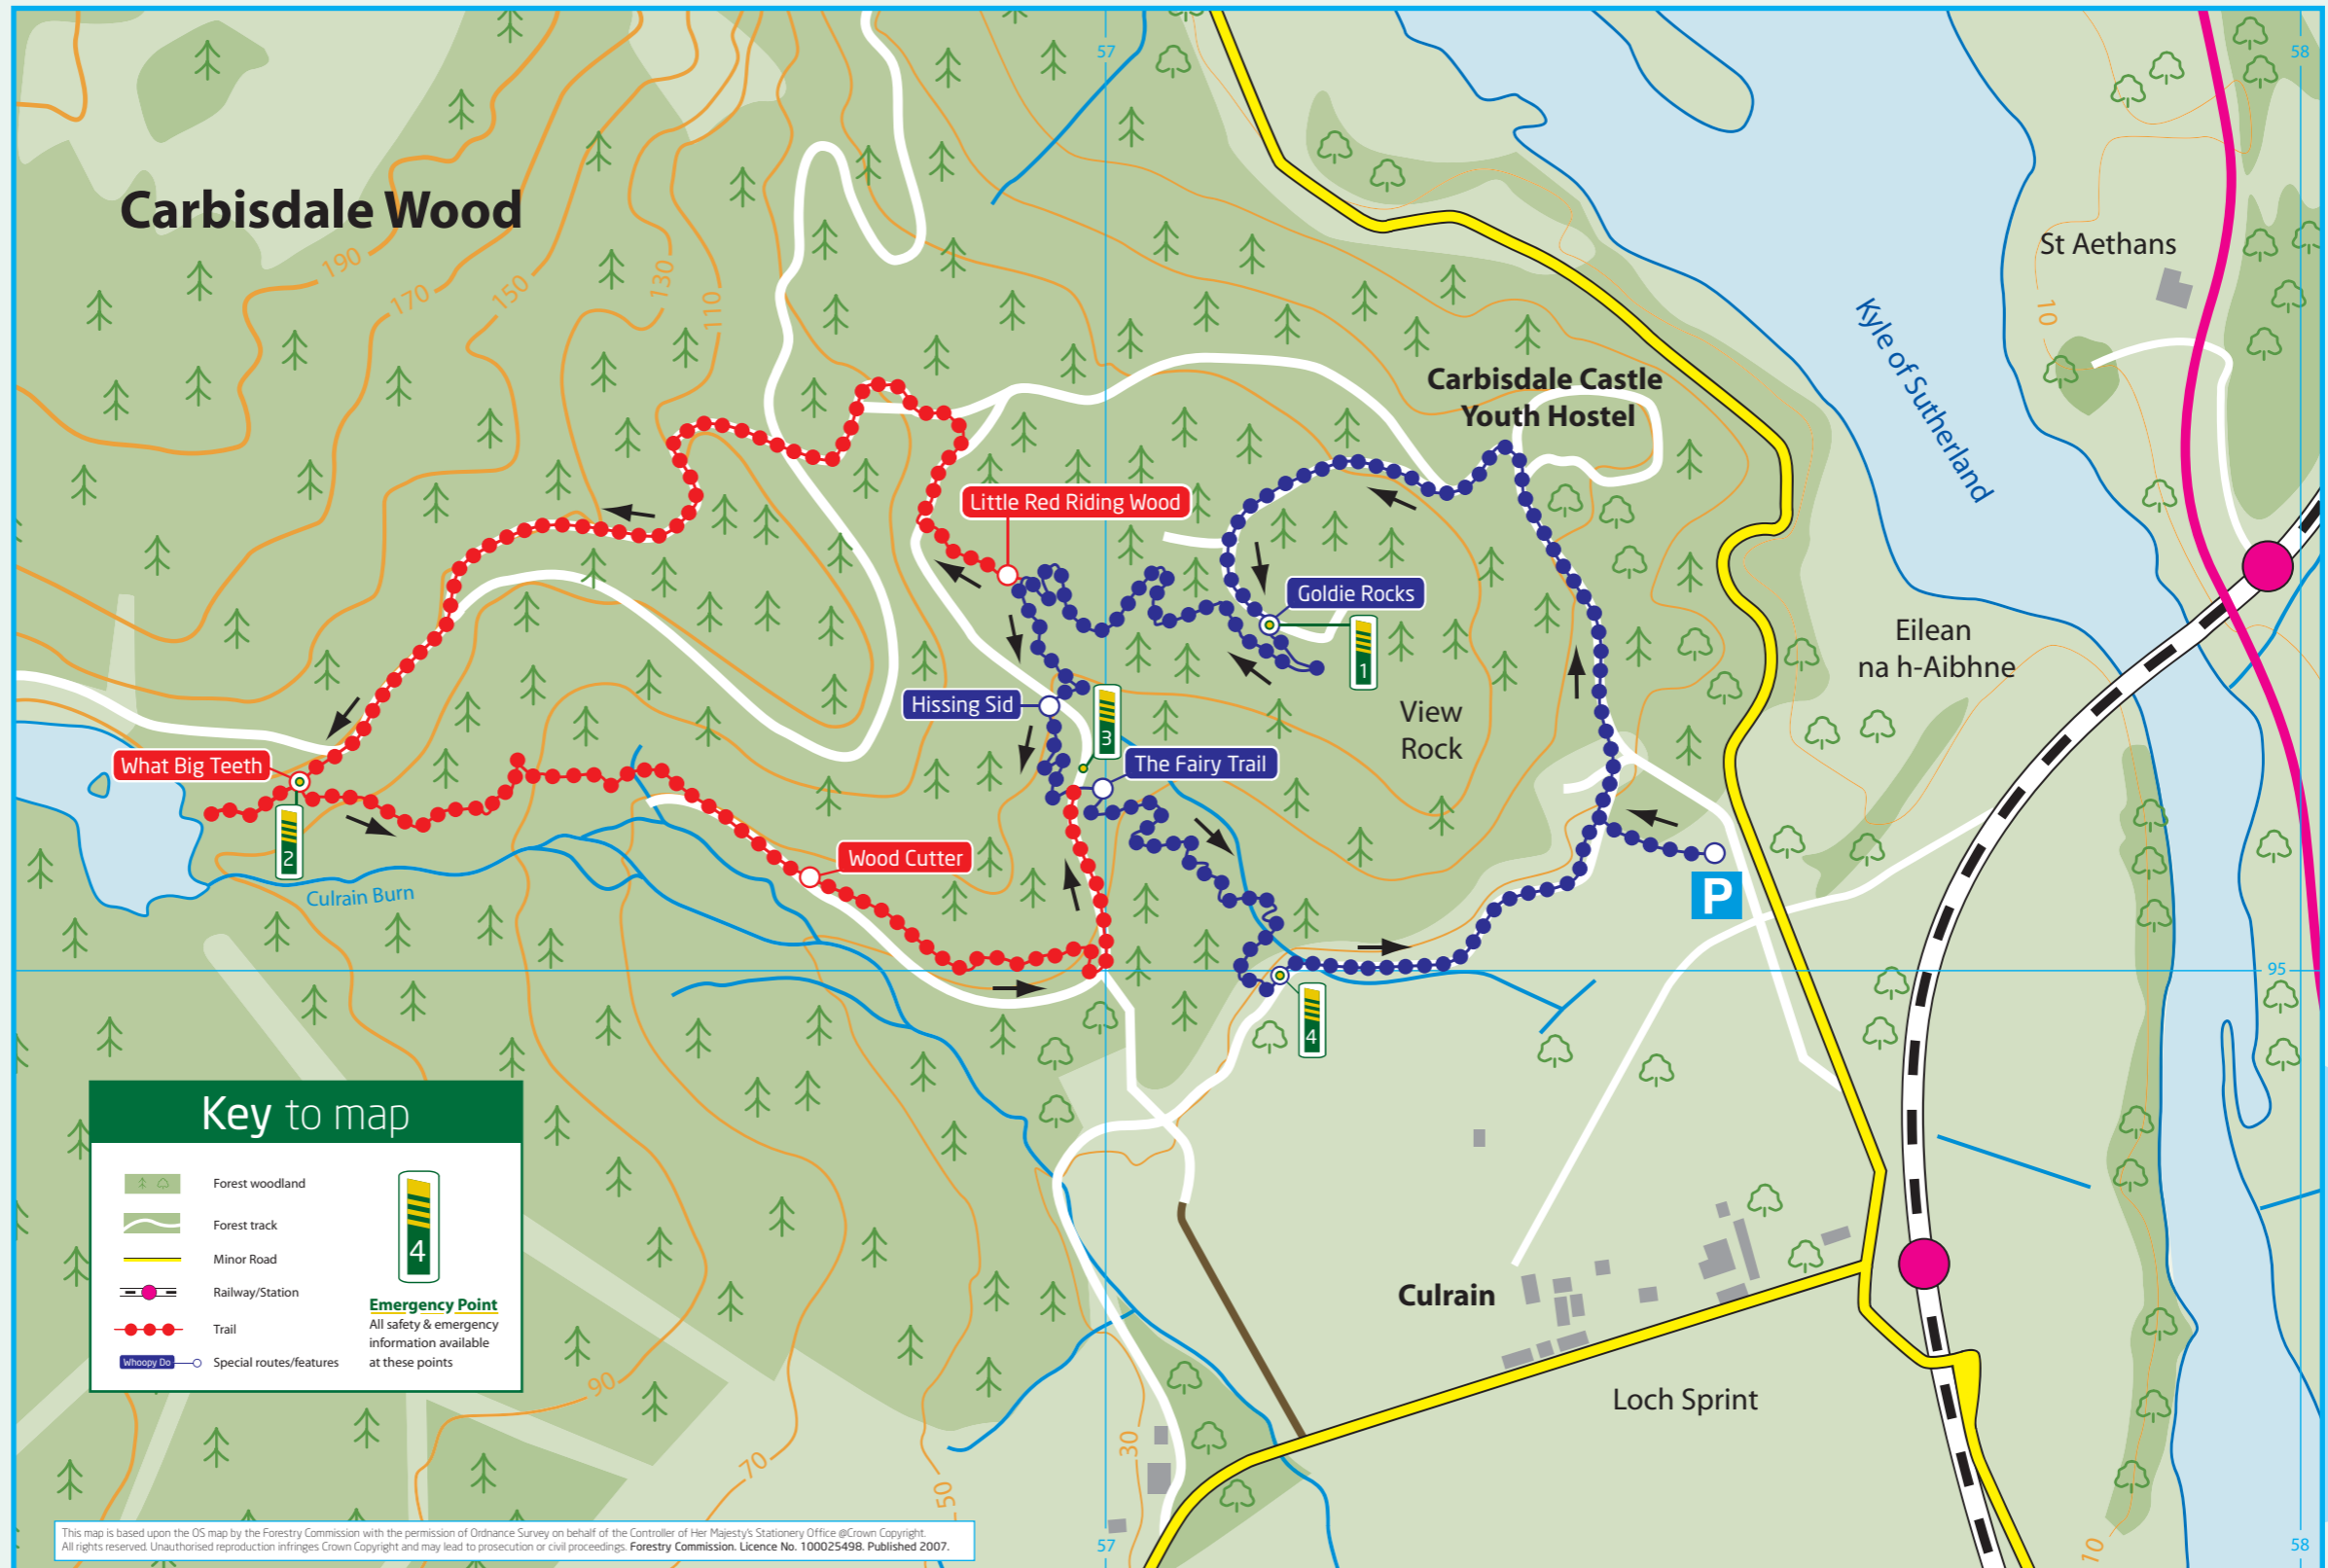 57
58
Carbisdale Wood
St Aethans
190
170
150
130
110
10
Kyle of Sutherland
Carbisdale Castle
Youth Hostel
Little Red Riding Wood
Goldie Rocks
1
Eilean
na h-Aibhne
Hissing Sid
3
View
Rock
The Fairy Trail
What Big Teeth
2
Wood Cutter
Culrain Burn
P
95
4
Key to map
Forest woodland
Forest track
Minor Road
Railway/Station
Trail
Whoopy Do
Special routes/features
4
Emergency Point
All safety & emergency
information available
at these points
Culrain
Loch Sprint
90
70
50
30
10
57
58
This map is based upon the OS map by the Forestry Commission with the permission of Ordnance Survey on behalf of the Controller of Her Majesty's Stationery Office @Crown Copyright.
All rights reserved. Unauthorised reproduction infringes Crown Copyright and may lead to prosecution or civil proceedings. Forestry Commission. Licence No. 100025498. Published 2007.